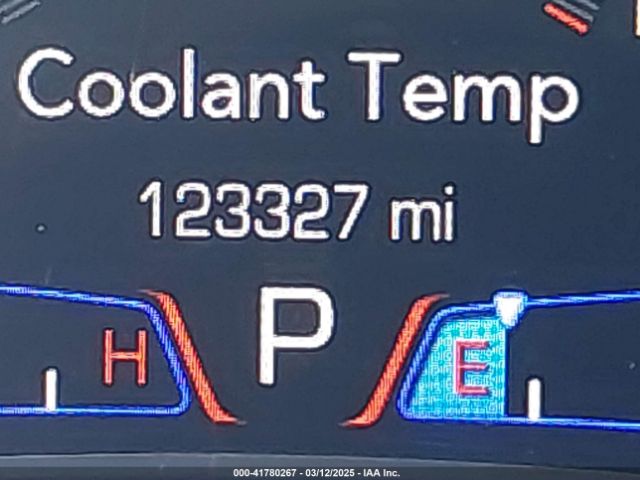 Coolant Temp
123327 mi
P
H
E
000-41780267 - 03/12/2025 - IAA Inc.